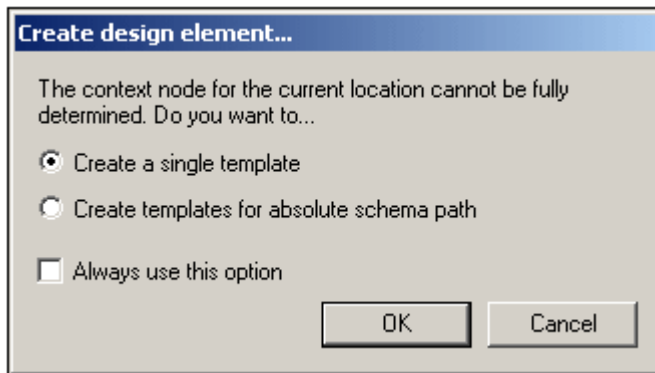 Create design element...
The context node for the current location cannot be fully
determined. Do you want to...
Create a single template
Create templates for absolute schema path
Always use this option
OK
Cancel